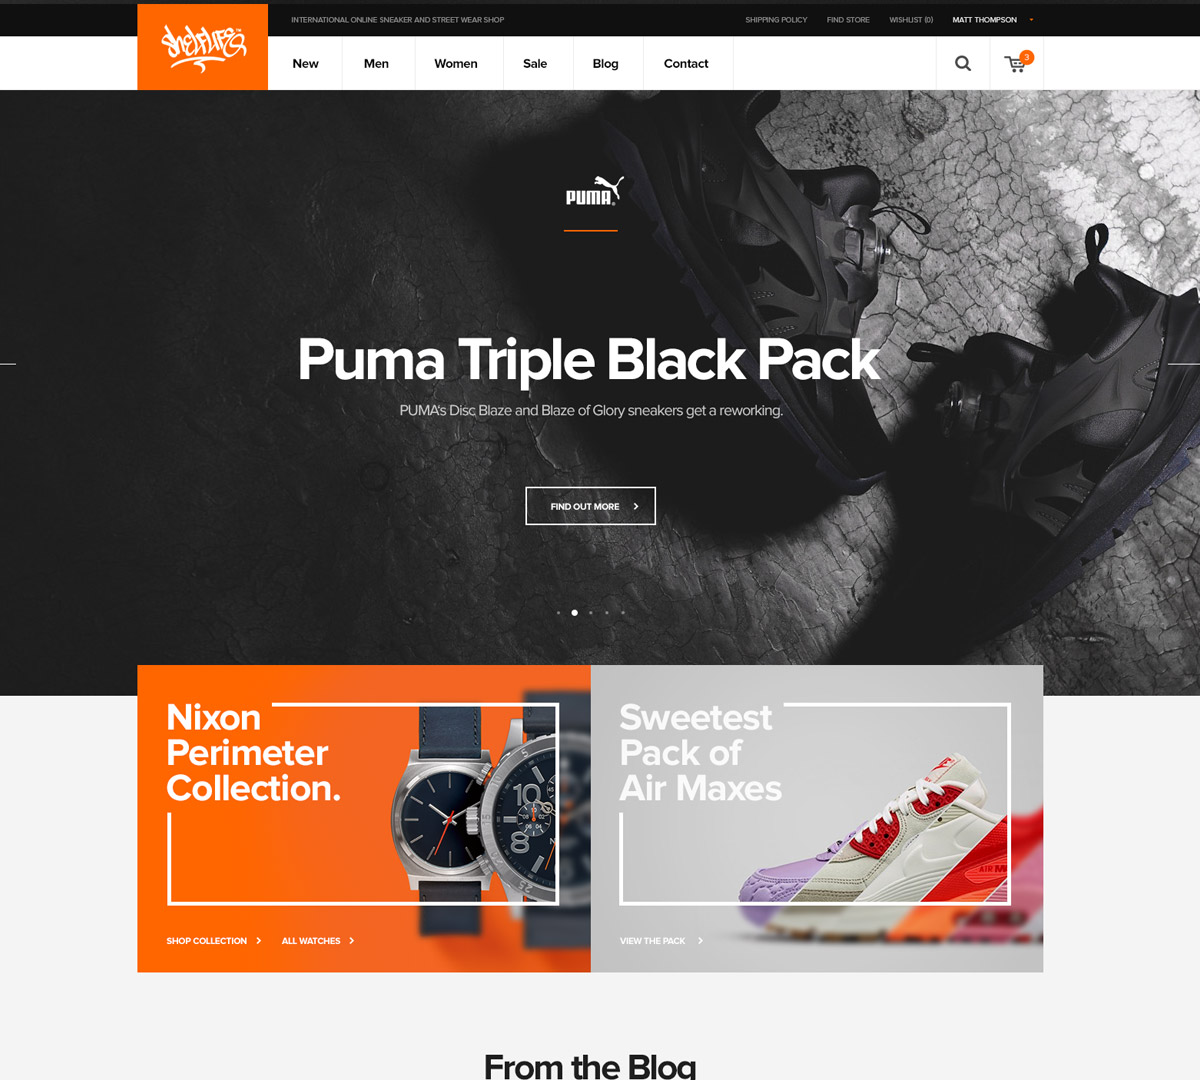 INTERNATIONAL ONLINE SNEAKER AND STREET WEAR SHOP
SHIPPING POLICY
FIND STORE
WISHLIST (0)
MATT THOMPSON
SHELFLIFE
New
Men
Women
Sale
Blog
Contact
3
PUMA
Puma Triple Black Pack
PUMA's Disc Blaze and Blaze of Glory sneakers get a reworking.
FIND OUT MORE
Nixon
Perimeter
Collection.
SHOP COLLECTION
ALL WATCHES
Sweetest
Pack of
Air Maxes
VIEW THE PACK
From the Blog